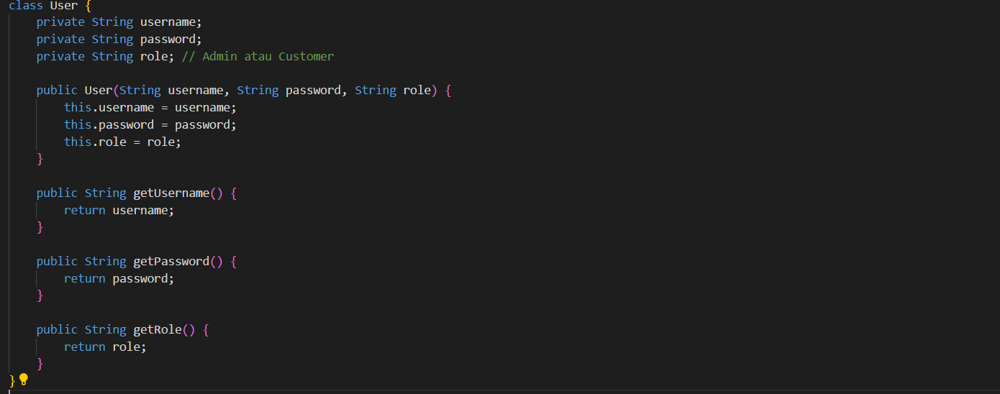 class User {
    private String username;
    private String password;
    private String role; // Admin atau Customer

    public User(String username, String password, String role) {
        this.username = username;
        this.password = password;
        this.role = role;
    }

    public String getUsername() {
        return username;
    }

    public String getPassword() {
        return password;
    }

    public String getRole() {
        return role;
    }
}